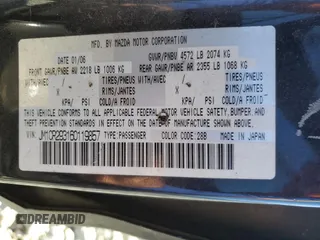 MFD. BY MAZDA MOTOR CORPORATION
DATE 01/06 GVWR/PNBV 4572 LB 2074 KG
FRONT GAWR/PNBE AV 2218 LB 1006 KG REAR GAWR/PNBE AR 2355 LB 1068 KG
WITH/AVEC X TIRES/PNEUS WITH/AVEC X TIRES/PNEUS
X RIMS/JANTES X RIMS/JANTES
KPA/ PSI COLD/A FROID KPA/ PSI COLD/A FROID
THIS VEHICLE CONFORMS TO ALL APPLICABLE FEDERAL MOTOR VEHICLE SAFETY, BUMPER AND
THEFT PREVENTION STANDARDS IN EFFECT ON THE DATE OF MANUFACTURE SHOWN ABOVE.
JM1CR293160119857 TYPE PASSENGER COLOR CODE: 28B MADE IN JAPAN
DREAMBID